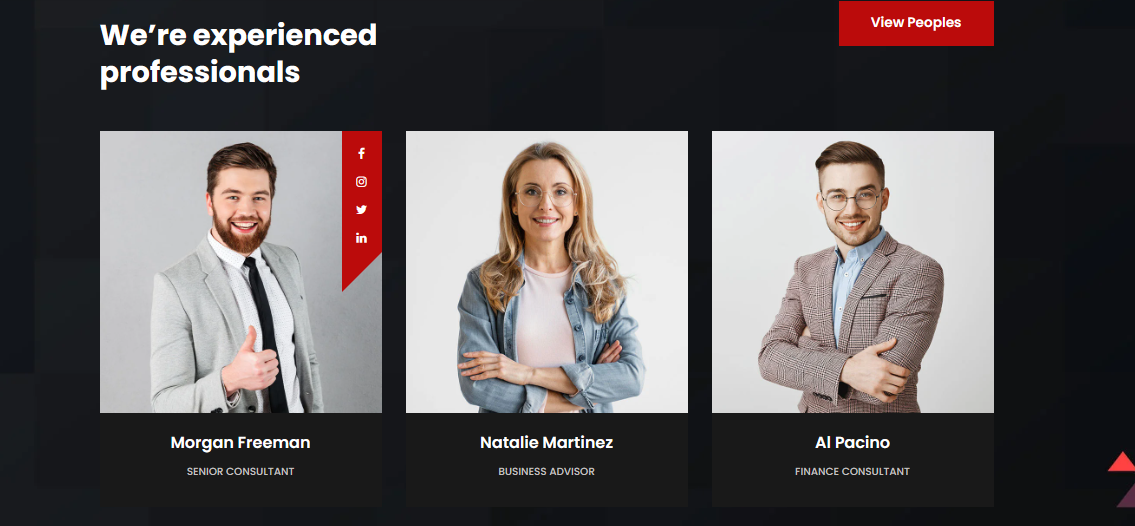 We’re experienced
professionals
View Peoples
Morgan Freeman
SENIOR CONSULTANT
Natalie Martinez
BUSINESS ADVISOR
Al Pacino
FINANCE CONSULTANT